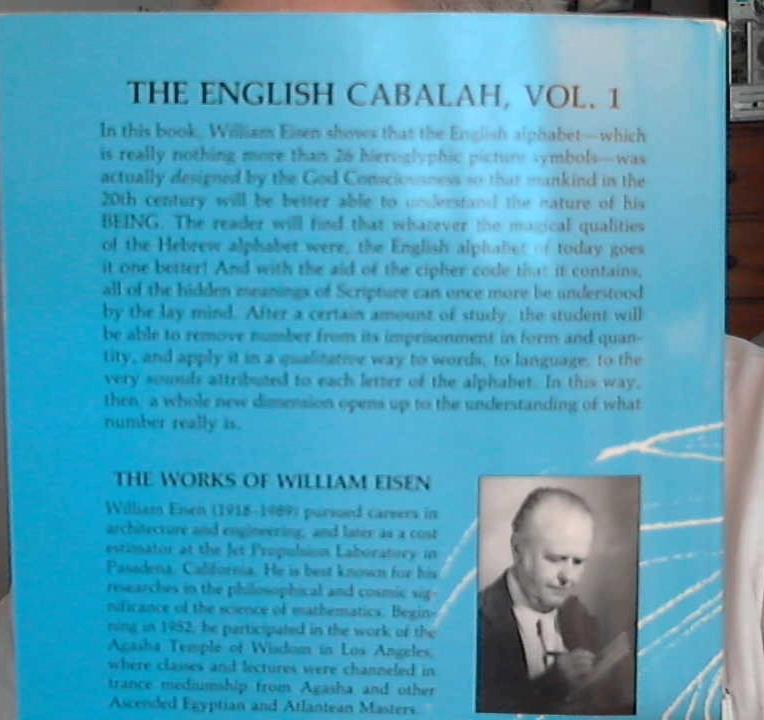 THE ENGLISH CABALAH, VOL. 1
In this book, William Eisen shows that the English alphabet—which
is really nothing more than 26 hieroglyphic picture symbols—was
actually designed by the God Consciousness so that mankind in the
20th century will be better able to understand the nature of his
BEING. The reader will find that whatever the magical qualities
of the Hebrew alphabet were, the English alphabet of today goes
it one better! And with the aid of the cipher code that it contains,
all of the hidden meanings of Scripture can once more be understood
by the lay mind. After a certain amount of study, the student will
be able to remove number from its imprisonment in form and quan-
tity, and apply it in a qualitative way to words, to language, to the
very sounds attributed to each letter of the alphabet. In this way,
then, a whole new dimension opens up to the understanding of what
number really is.
THE WORKS OF WILLIAM EISEN
William Eisen (1918-1989) pursued careers in
architecture and engineering, and later as a cost
estimator at the Jet Propulsion Laboratory in
Pasadena, California. He is best known for his
researches in the philosophical and cosmic sig-
nificance of the science of mathematics. Begin-
ning in 1952, he participated in the work of the
Agasha Temple of Wisdom in Los Angeles,
where classes and lectures were channeled in
trance mediumship from Agasha and other
Ascended Egyptian and Atlantean Masters.